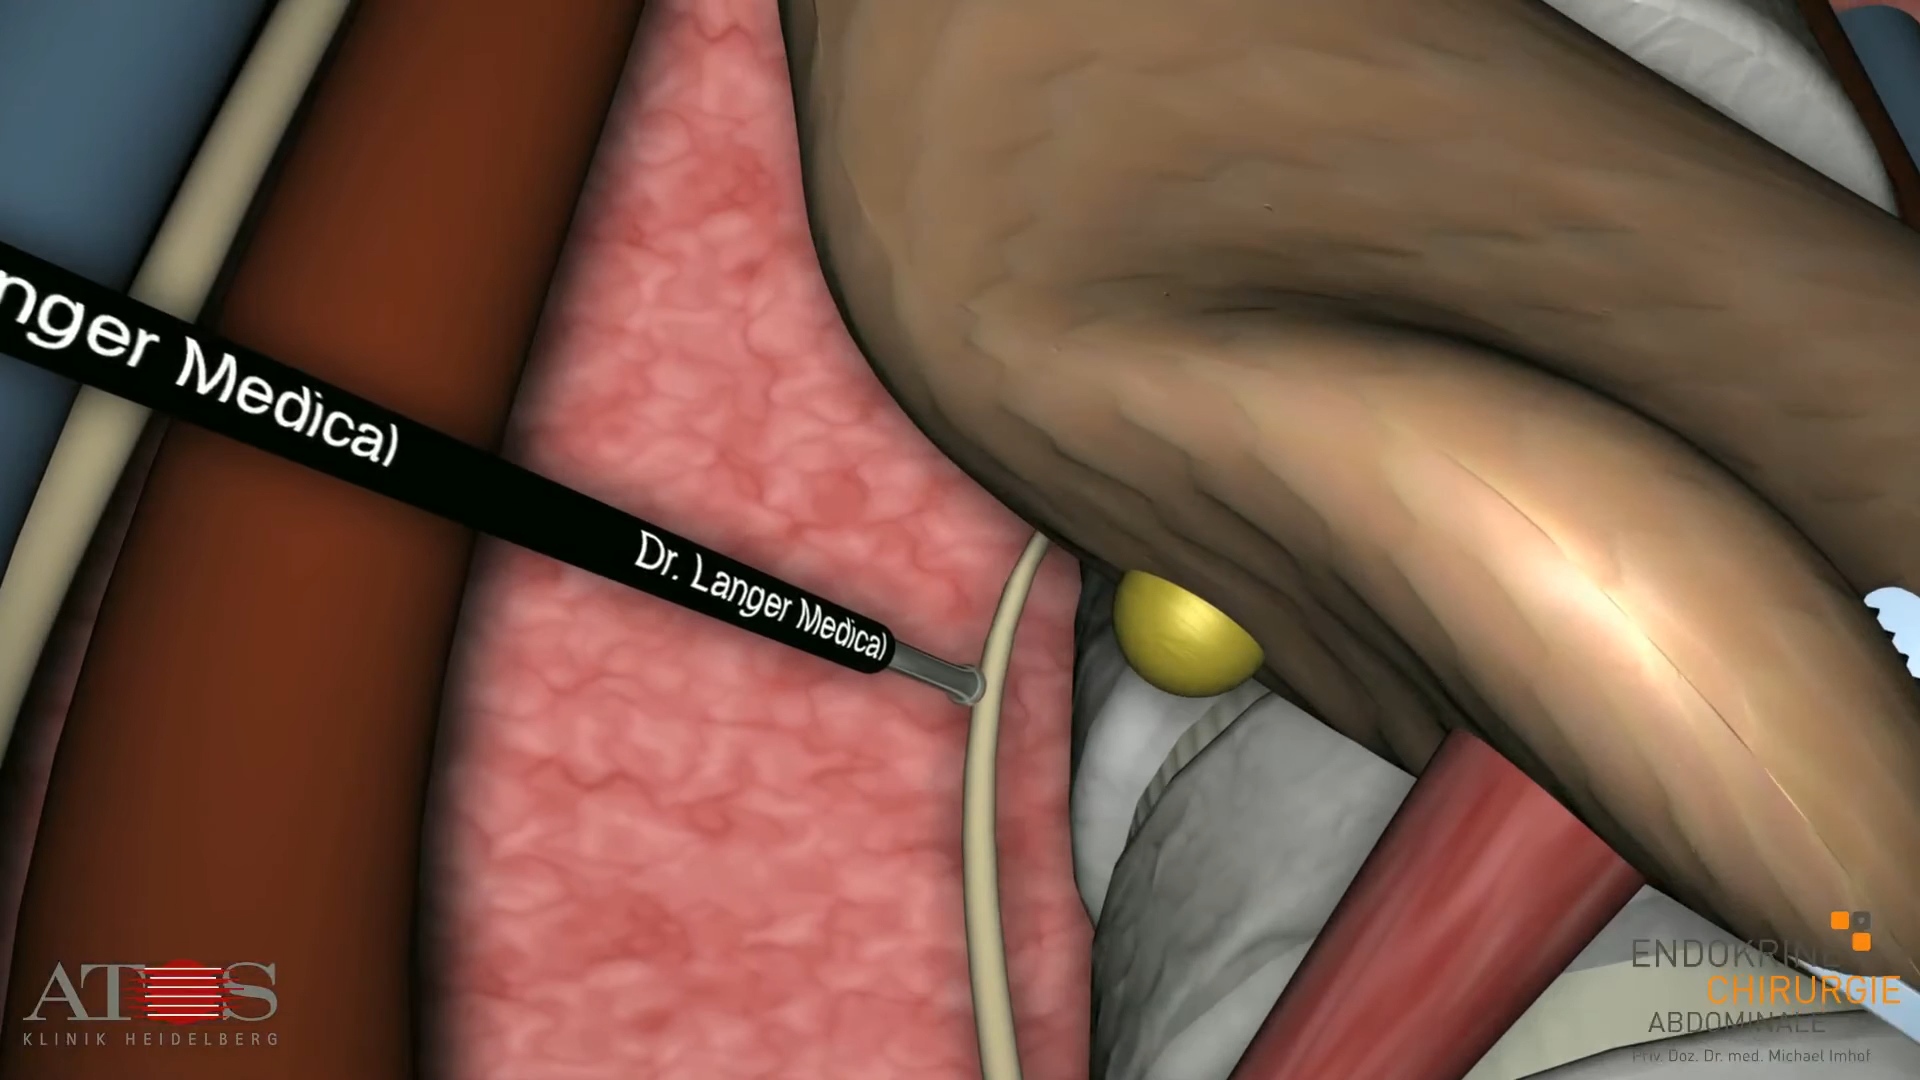 nger Medical
Dr. Langer Medical
ATOS
KLINIK HEIDELBERG
ENDOKRINE
CHIRURGIE
ABDOMINALE
Priv. Doz. Dr. med. Michael Imhof